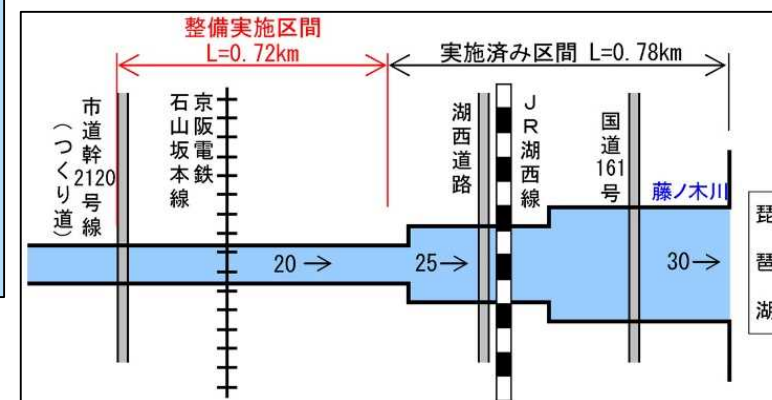 整備実施区間
L=0.72km
実施済み区間 L=0.78km
市道幹2120号線
(つくり道)
京阪電鉄
石山坂本線
湖西道路
JR湖西線
国道161号
藤ノ木川
琵琶湖
20→
25→
30→